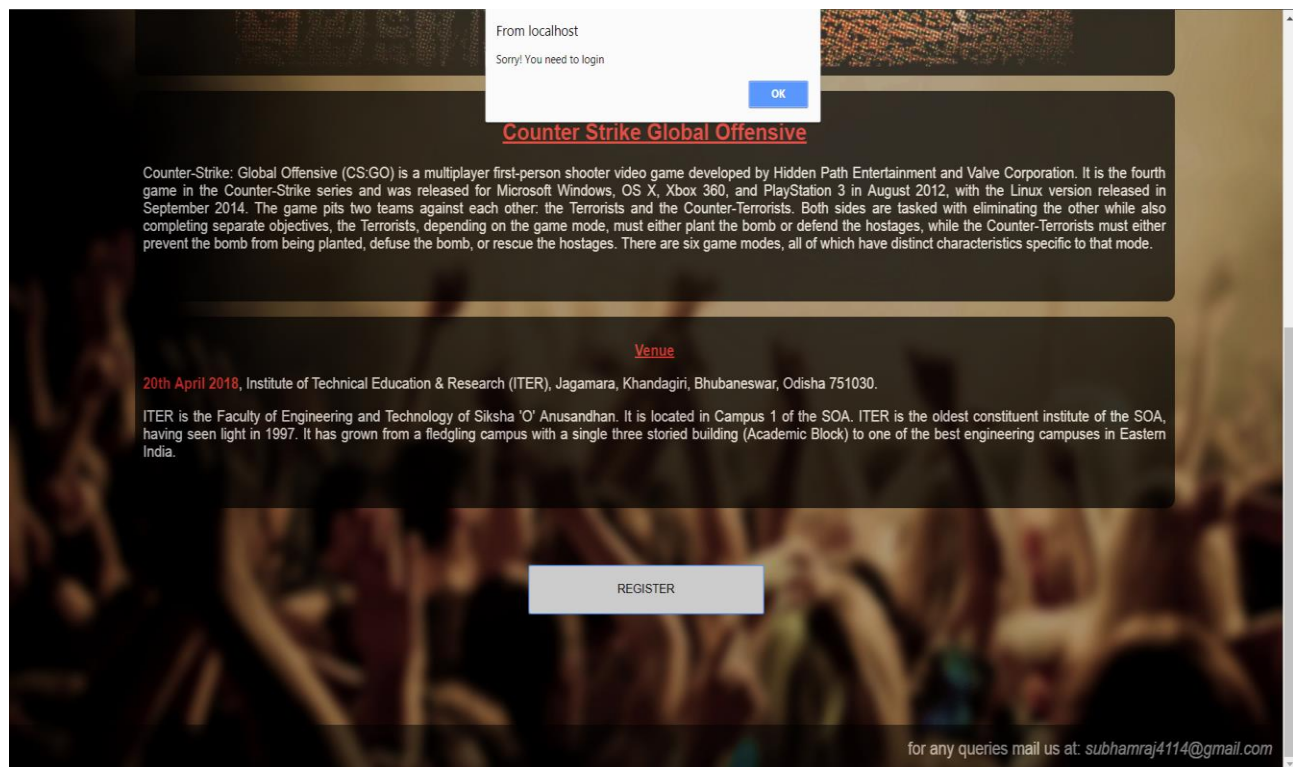 From localhost
Sorry! You need to login
OK
Counter Strike Global Offensive
Counter-Strike: Global Offensive (CS:GO) is a multiplayer first-person shooter video game developed by Hidden Path Entertainment and Valve Corporation. It is the fourth
game in the Counter-Strike series and was released for Microsoft Windows, OS X, Xbox 360, and PlayStation 3 in August 2012, with the Linux version released in
September 2014. The game pits two teams against each other: the Terrorists and the Counter-Terrorists. Both sides are tasked with eliminating the other while also
completing separate objectives, the Terrorists, depending on the game mode, must either plant the bomb or defend the hostages, while the Counter-Terrorists must either
prevent the bomb from being planted, defuse the bomb, or rescue the hostages. There are six game modes, all of which have distinct characteristics specific to that mode.
Venue
20th April 2018, Institute of Technical Education & Research (ITER), Jagamara, Khandagiri, Bhubaneswar, Odisha 751030.
ITER is the Faculty of Engineering and Technology of Siksha 'O' Anusandhan. It is located in Campus 1 of the SOA. ITER is the oldest constituent institute of the SOA,
having seen light in 1997. It has grown from a fledgling campus with a single three storied building (Academic Block) to one of the best engineering campuses in Eastern
India.
REGISTER
for any queries mail us at: subhamraj4114@gmail.com